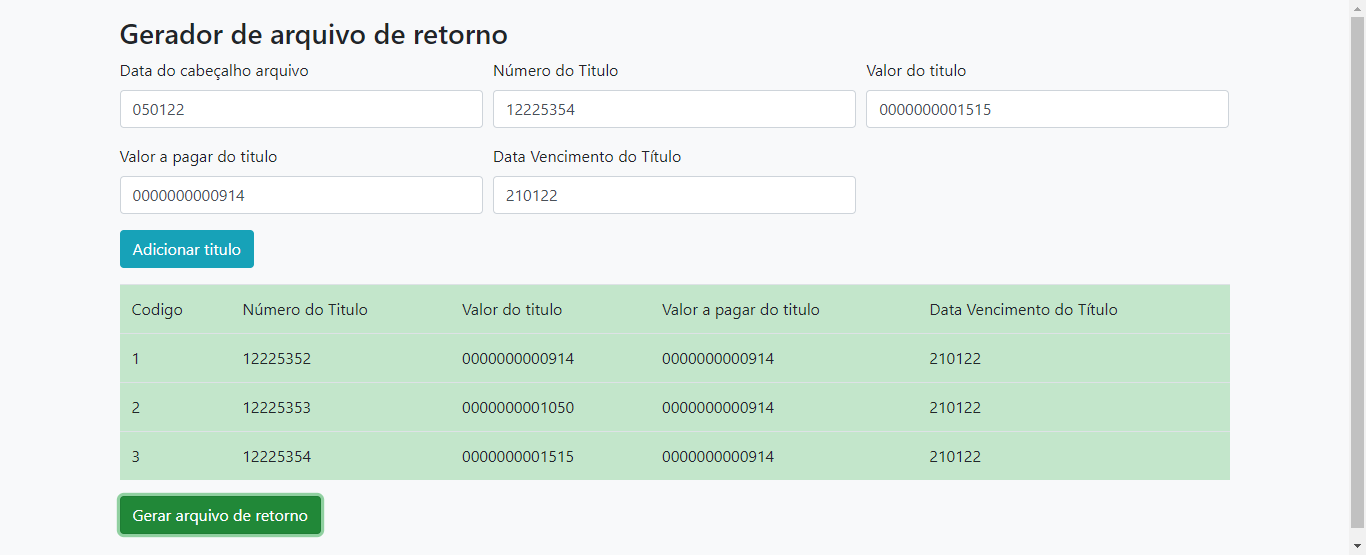 Gerador de arquivo de retorno
Data do cabeçalho arquivo Número do Titulo Valor do titulo
050122 12225354 0000000001515
Valor a pagar do titulo Data Vencimento do Título
0000000000914 210122
Adicionar titulo
Codigo Número do Titulo Valor do titulo Valor a pagar do titulo Data Vencimento do Título
1 12225352 0000000000914 0000000000914 210122
2 12225353 0000000001050 0000000000914 210122
3 12225354 0000000001515 0000000000914 210122
Gerar arquivo de retorno